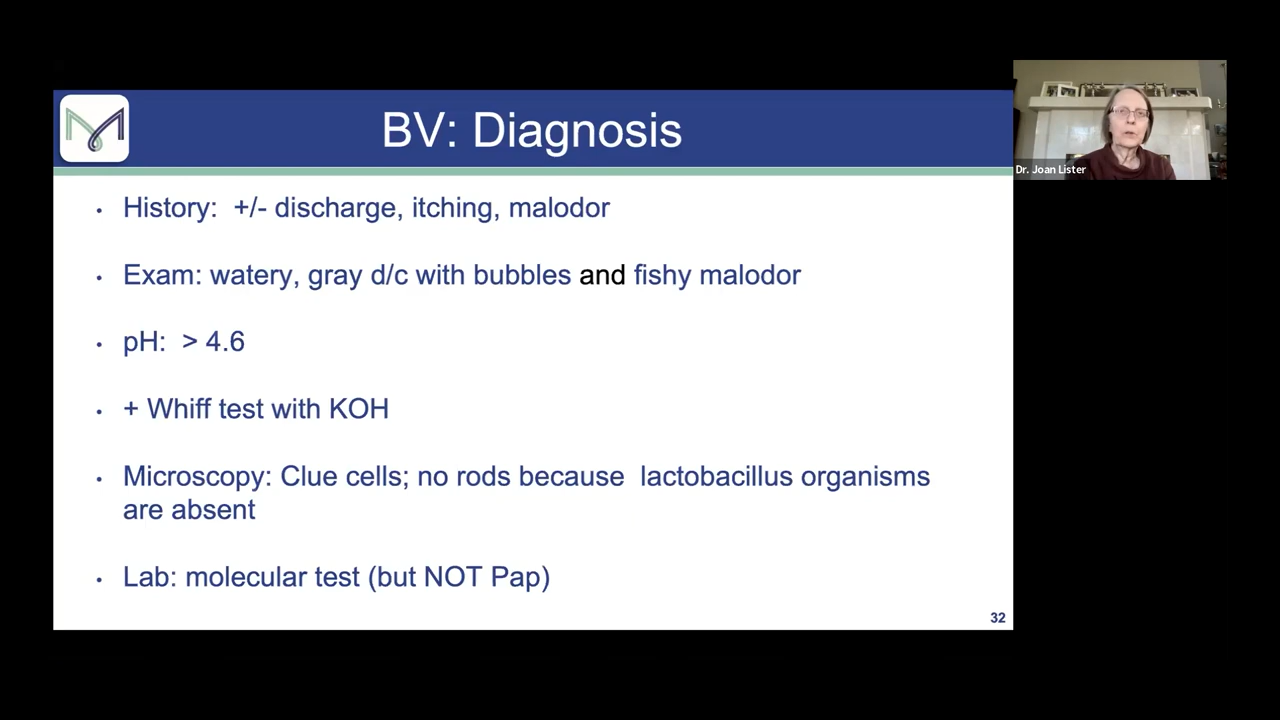 BV: Diagnosis
Dr. Joan Lister
• History: +/- discharge, itching, malodor
• Exam: watery, gray d/c with bubbles and fishy malodor
• pH: > 4.6
• + Whiff test with KOH
• Microscopy: Clue cells; no rods because lactobacillus organisms
are absent
• Lab: molecular test (but NOT Pap)
32